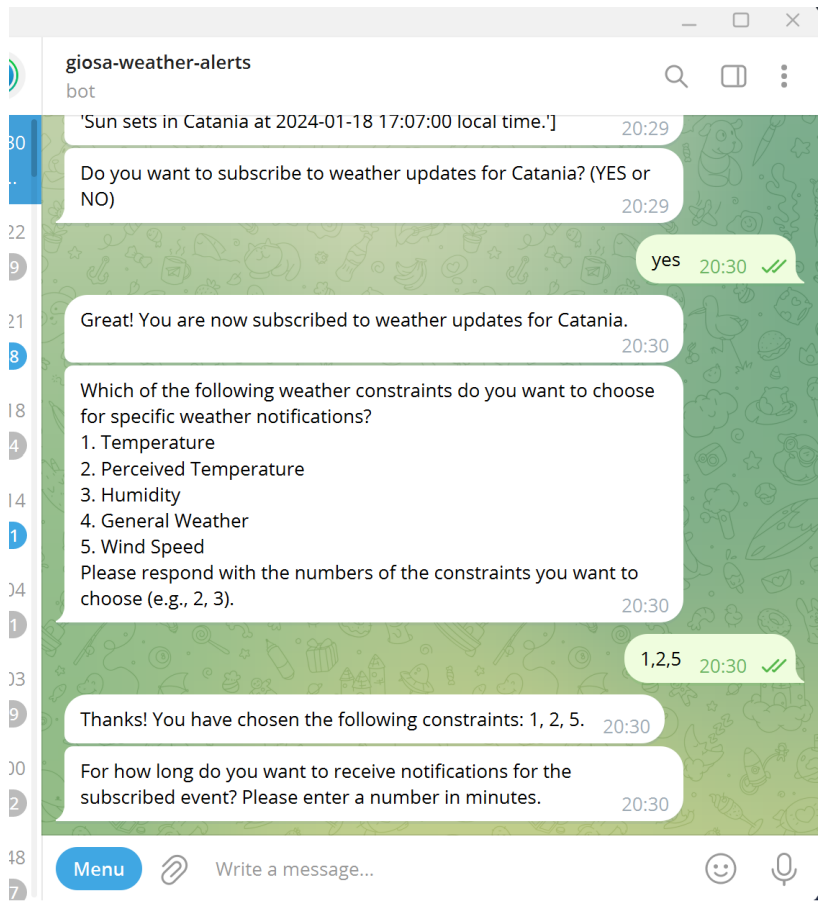 giosa-weather-alerts
bot
'Sun sets in Catania at 2024-01-18 17:07:00 local time.']
20:29
Do you want to subscribe to weather updates for Catania? (YES or
NO)
20:29
yes 20:30
Great! You are now subscribed to weather updates for Catania.
20:30
Which of the following weather constraints do you want to choose
for specific weather notifications?
1. Temperature
2. Perceived Temperature
3. Humidity
4. General Weather
5. Wind Speed
Please respond with the numbers of the constraints you want to
choose (e.g., 2, 3).
20:30
1,2,5 20:30
Thanks! You have chosen the following constraints: 1, 2, 5. 20:30
For how long do you want to receive notifications for the
subscribed event? Please enter a number in minutes.
20:30
Menu Write a message...